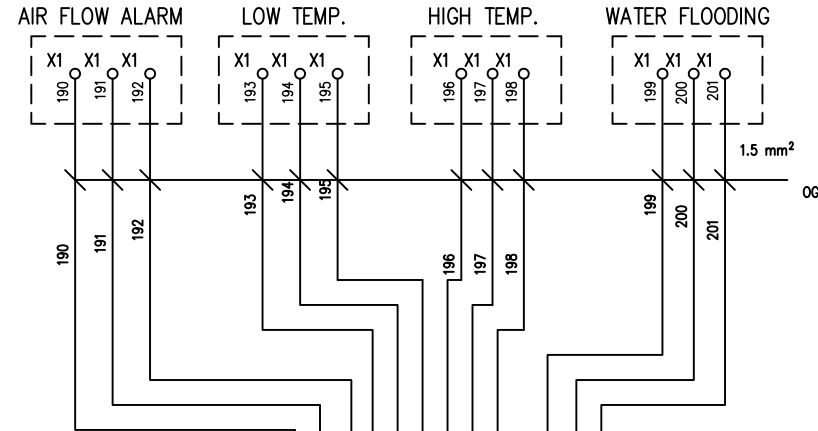 AIR FLOW ALARM LOW TEMP. HIGH TEMP. WATER FLOODING
X1 X1 X1 X1 X1 X1 X1 X1 X1 X1 X1 X1
190 191 192 193 194 195 196 197 198 199 200 201
1.5 mm²
OG
190 191 192 193 194 195 196 197 198 199 200 201